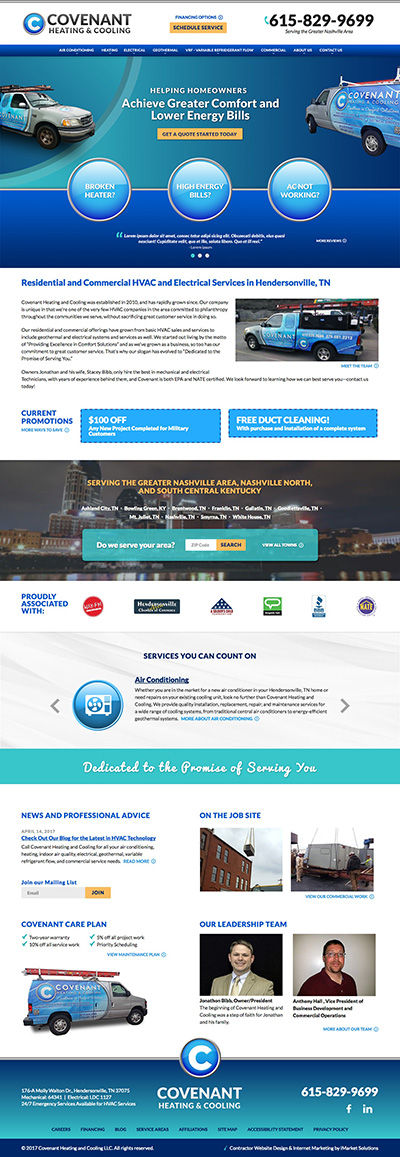 COVENANT
HEATING & COOLING
FINANCING OPTIONS
SCHEDULE SERVICE
615-829-9699
Serving the Greater Nashville Area
AIR CONDITIONING HEATING ELECTRICAL GEOTHERMAL VRF - VARIABLE REFRIGERANT FLOW COMMERCIAL ABOUT US CONTACT US
HELPING HOMEOWNERS
Achieve Greater Comfort and
Lower Energy Bills
GET A QUOTE STARTED TODAY
COVENANT
BROKEN
HEATER?
HIGH ENERGY
BILLS?
AC NOT
WORKING?
Lorem ipsum dolor sit amet, consec tetur adipi sicing elit. Obcaecati debitis, eius quasi
nesciunt! Cupiditate velit, que et ile, soluta libero. Quo et ill rea!
- Lorem Ipsum
MORE REVIEWS
Residential and Commercial HVAC and Electrical Services in Hendersonville, TN
Covenant Heating and Cooling was established in 2010, and has rapidly grown since. Our company
is unique in that we're one of the very few HVAC companies in the area committed to philanthropy
throughout the communities we serve, without sacrificing great customer service in doing so.
Our residential and commercial offerings have grown from basic HVAC sales and services to
include geothermal and electrical systems and services as well. We started out living by the motto
of "Providing Excellence in Comfort Solutions" and as we've grown as a business, so too has our
commitment to great customer service. That's why our slogan has evolved to "Dedicated to the
Promise of Serving You."
Owners Jonathan and his wife, Stacey Bibb, only hire the best in mechanical and electrical
Technicians, with years of experience behind them, and Covenant is both EPA and NATE certified. We look forward to learning how we can best serve you—contact us
today!
MEET THE TEAM
CURRENT
PROMOTIONS
MORE WAYS TO SAVE
$100 OFF
Any New Project Completed for Military
Customers
FREE DUCT CLEANING!
With purchase and installation of a complete system
SERVING THE GREATER NASHVILLE AREA, NASHVILLE NORTH,
AND SOUTH CENTRAL KENTUCKY
Ashland City, TN • Bowling Green, KY • Brentwood, TN • Franklin, TN • Gallatin, TN • Goodlettsville, TN •
Mt. Juliet, TN • Nashville, TN • Smyrna, TN • White House, TN
Do we serve your area?
ZIP Code
SEARCH
VIEW ALL TOWNS
PROUDLY
ASSOCIATED
WITH:
Hendersonville
BBB
NATE
SERVICES YOU CAN COUNT ON
Air Conditioning
Whether you are in the market for a new air conditioner in your Hendersonville, TN home or
need repairs on your existing cooling unit, look no further than Covenant Heating and
Cooling. We provide quality installation, replacement, repair, and maintenance services for
a wide range of cooling systems, from traditional central air conditioners to energy-efficient
geothermal systems. MORE ABOUT AIR CONDITIONING
Dedicated to the Promise of Serving You
NEWS AND PROFESSIONAL ADVICE
APRIL 14, 2017
Check Out Our Blog for the Latest in HVAC Technology
Call Covenant Heating and Cooling for all your air conditioning,
heating, indoor air quality, electrical, geothermal, variable
refrigerant flow, and commercial service needs. READ MORE
Join our Mailing List
Email
JOIN
ON THE JOB SITE
VIEW OUR COMMERCIAL WORK
COVENANT CARE PLAN
Two-year warranty
5% off all project work
10% off all service work
Priority Scheduling
VIEW MAINTENANCE PLAN
COVENANT
OUR LEADERSHIP TEAM
Jonathon Bibb, Owner/President
The beginning of Covenant Heating and
Cooling was a step of faith for Jonathon
and his family.
Anthony Hall , Vice President of
Business Development and
Commercial Operations
MORE ABOUT OUR TEAM
176-A Molly Walton Dr., Hendersonville, TN 37075
Mechanical: 64341 | Electrical: LDC 1127
24/7 Emergency Services Available for HVAC Services
COVENANT
HEATING & COOLING
615-829-9699
CAREERS FINANCING BLOG SERVICE AREAS AFFILIATIONS SITE MAP ACCESSIBILITY STATEMENT PRIVACY POLICY
© 2017 Covenant Heating and Cooling LLC. All rights reserved.
Contractor Website Design & Internet Marketing by iMarket Solutions